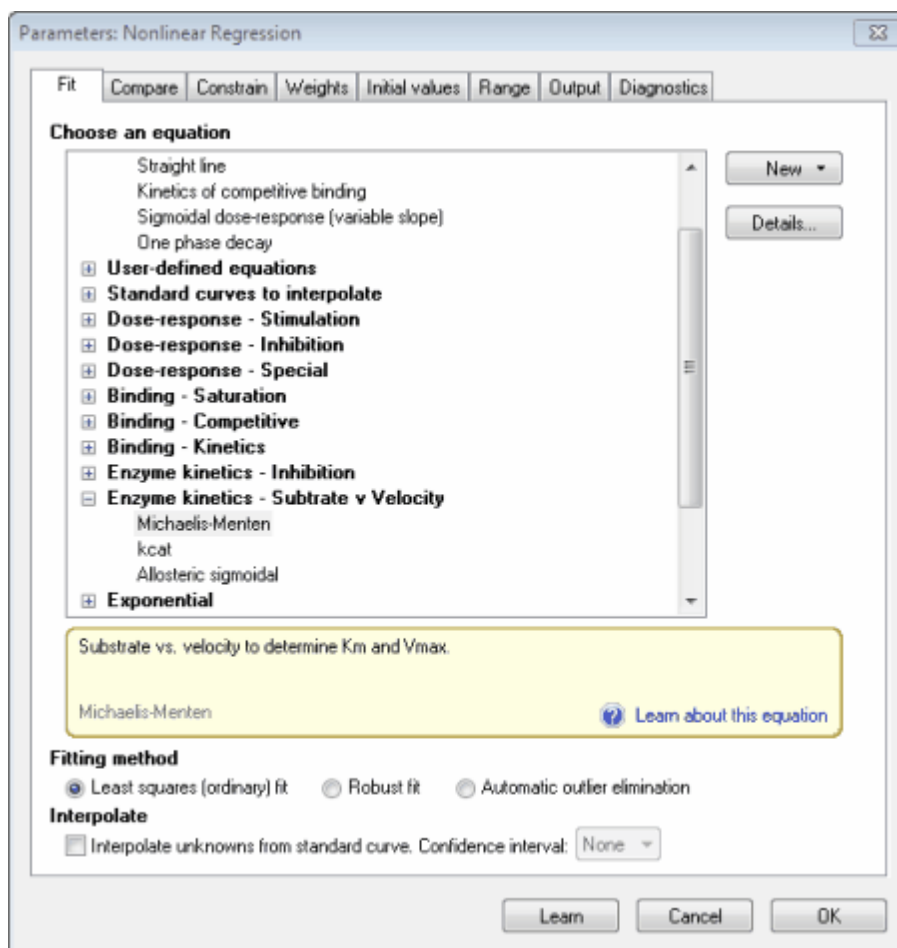 Parameters: Nonlinear Regression
Fit Compare Constrain Weights Initial values Range Output Diagnostics
Choose an equation
Straight line
Kinetics of competitive binding
Sigmoidal dose-response (variable slope)
One phase decay
User-defined equations
Standard curves to interpolate
Dose-response - Stimulation
Dose-response - Inhibition
Dose-response - Special
Binding - Saturation
Binding - Competitive
Binding - Kinetics
Enzyme kinetics - Inhibition
Enzyme kinetics - Subtrate v Velocity
Michaelis-Menten
kcat
Allosteric sigmoidal
Exponential
New
Details...
Substrate vs. velocity to determine Km and Vmax.
Michaelis-Menten
Learn about this equation
Fitting method
Least squares (ordinary) fit Robust fit Automatic outlier elimination
Interpolate
Interpolate unknowns from standard curve. Confidence interval: None
Learn Cancel OK